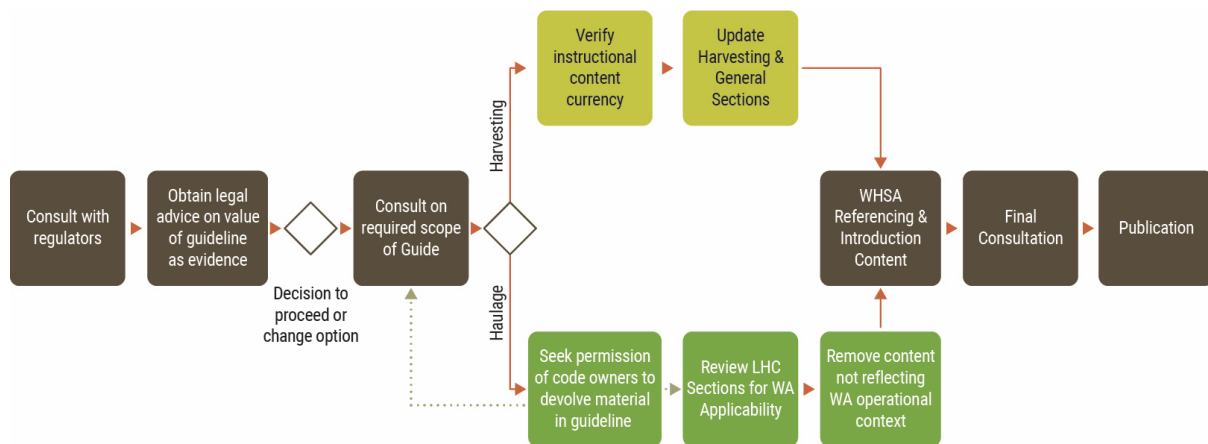 Consult with
regulators
Obtain legal
advice on value
of guideline
as evidence
Decision to
proceed or
change option
Consult on
required scope
of Guide
Harvesting
Verify
instructional
content
currency
Update
Harvesting &
General
Sections
Haulage
Seek permission
of code owners to
devolve material
in guideline
Review LHC
Sections for WA
Applicability
Remove content
not reflecting
WA operational
context
WHSA
Referencing &
Introduction
Content
Final
Consultation
Publication